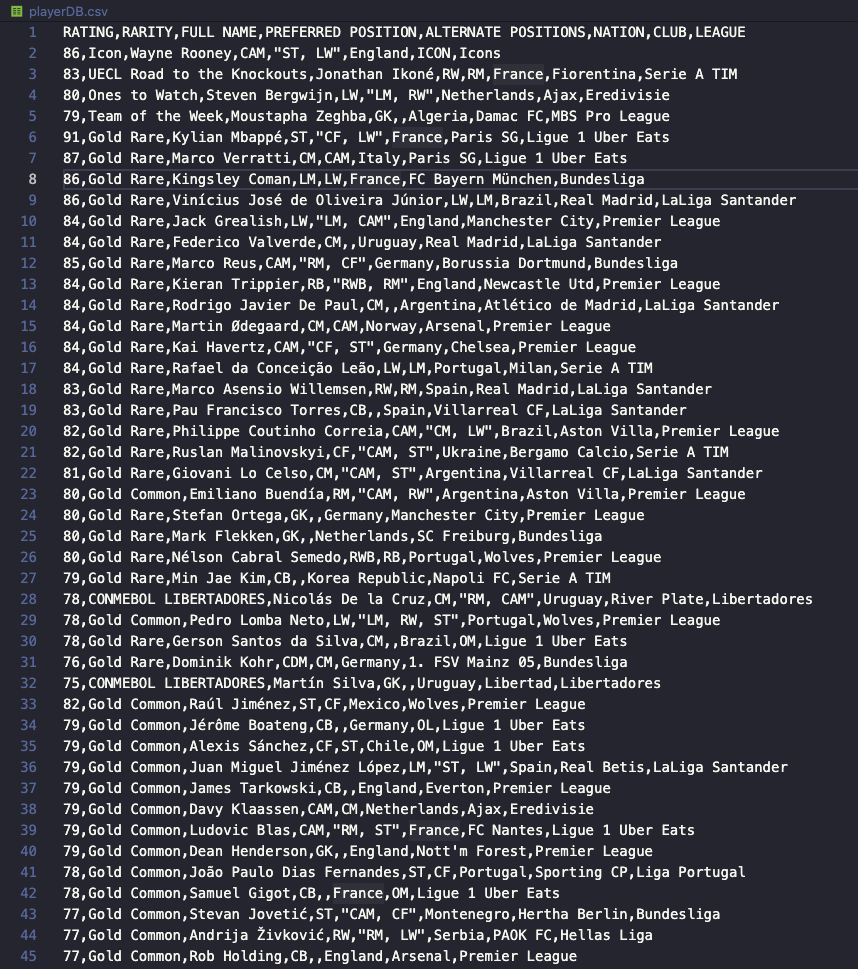 playerDB.csv
1 RATING,RARITY,FULL NAME,PREFERRED POSITION,ALTERNATE POSITIONS,NATION,CLUB,LEAGUE
2 86,Icon,Wayne Rooney,CAM,"ST, LW",England,ICON,Icons
3 83,UECL Road to the Knockouts,Jonathan Ikoné,RW,RM,France,Fiorentina,Serie A TIM
4 80,Ones to Watch,Steven Bergwijn,LW,"LM, RW",Netherlands,Ajax,Eredivisie
5 79,Team of the Week,Moustapha Zeghba,GK,,Algeria,Damac FC,MBS Pro League
6 91,Gold Rare,Kylian Mbappé,ST,"CF, LW",France,Paris SG,Ligue 1 Uber Eats
7 87,Gold Rare,Marco Verratti,CM,CAM,Italy,Paris SG,Ligue 1 Uber Eats
8 86,Gold Rare,Kingsley Coman,LM,LW,France,FC Bayern München,Bundesliga
9 86,Gold Rare,Vinícius José de Oliveira Júnior,LW,LM,Brazil,Real Madrid,LaLiga Santander
10 84,Gold Rare,Jack Grealish,LW,"LM, CAM",England,Manchester City,Premier League
11 84,Gold Rare,Federico Valverde,CM,,Uruguay,Real Madrid,LaLiga Santander
12 85,Gold Rare,Marco Reus,CAM,"RM, CF",Germany,Borussia Dortmund,Bundesliga
13 84,Gold Rare,Kieran Trippier,RB,"RWB, RM",England,Newcastle Utd,Premier League
14 84,Gold Rare,Rodrigo Javier De Paul,CM,,Argentina,Atlético de Madrid,LaLiga Santander
15 84,Gold Rare,Martin Ødegaard,CM,CAM,Norway,Arsenal,Premier League
16 84,Gold Rare,Kai Havertz,CAM,"CF, ST",Germany,Chelsea,Premier League
17 84,Gold Rare,Rafael da Conceição Leão,LW,LM,Portugal,Milan,Serie A TIM
18 83,Gold Rare,Marco Asensio Willemsen,RW,RM,Spain,Real Madrid,LaLiga Santander
19 83,Gold Rare,Pau Francisco Torres,CB,,Spain,Villarreal CF,LaLiga Santander
20 82,Gold Rare,Philippe Coutinho Correia,CAM,"CM, LW",Brazil,Aston Villa,Premier League
21 82,Gold Rare,Ruslan Malinovskyi,CF,"CAM, ST",Ukraine,Bergamo Calcio,Serie A TIM
22 81,Gold Rare,Giovani Lo Celso,CM,"CAM, ST",Argentina,Villarreal CF,LaLiga Santander
23 80,Gold Common,Emiliano Buendía,RM,"CAM, RW",Argentina,Aston Villa,Premier League
24 80,Gold Rare,Stefan Ortega,GK,,Germany,Manchester City,Premier League
25 80,Gold Rare,Mark Flekken,GK,,Netherlands,SC Freiburg,Bundesliga
26 80,Gold Rare,Nélson Cabral Semedo,RWB,RB,Portugal,Wolves,Premier League
27 79,Gold Rare,Min Jae Kim,CB,,Korea Republic,Napoli FC,Serie A TIM
28 78,CONMEBOL LIBERTADORES,Nicolás De la Cruz,CM,"RM, CAM",Uruguay,River Plate,Libertadores
29 78,Gold Common,Pedro Lomba Neto,LW,"LM, RW, ST",Portugal,Wolves,Premier League
30 78,Gold Rare,Gerson Santos da Silva,CM,,Brazil,OM,Ligue 1 Uber Eats
31 76,Gold Rare,Dominik Kohr,CDM,CM,Germany,1. FSV Mainz 05,Bundesliga
32 75,CONMEBOL LIBERTADORES,Martín Silva,GK,,Uruguay,Libertad,Libertadores
33 82,Gold Common,Raúl Jiménez,ST,CF,Mexico,Wolves,Premier League
34 79,Gold Common,Jérôme Boateng,CB,,Germany,OL,Ligue 1 Uber Eats
35 79,Gold Common,Alexis Sánchez,CF,ST,Chile,OM,Ligue 1 Uber Eats
36 79,Gold Common,Juan Miguel Jiménez López,LM,"ST, LW",Spain,Real Betis,LaLiga Santander
37 79,Gold Common,James Tarkowski,CB,,England,Everton,Premier League
38 79,Gold Common,Davy Klaassen,CAM,CM,Netherlands,Ajax,Eredivisie
39 79,Gold Common,Ludovic Blas,CAM,"RM, ST",France,FC Nantes,Ligue 1 Uber Eats
40 79,Gold Common,Dean Henderson,GK,,England,Nott'm Forest,Premier League
41 78,Gold Common,João Paulo Dias Fernandes,ST,CF,Portugal,Sporting CP,Liga Portugal
42 78,Gold Common,Samuel Gigot,CB,,France,OM,Ligue 1 Uber Eats
43 77,Gold Common,Stevan Jovetić,ST,"CAM, CF",Montenegro,Hertha Berlin,Bundesliga
44 77,Gold Common,Andrija Živković,RW,"RM, LW",Serbia,PAOK FC,Hellas Liga
45 77,Gold Common,Rob Holding,CB,,England,Arsenal,Premier League